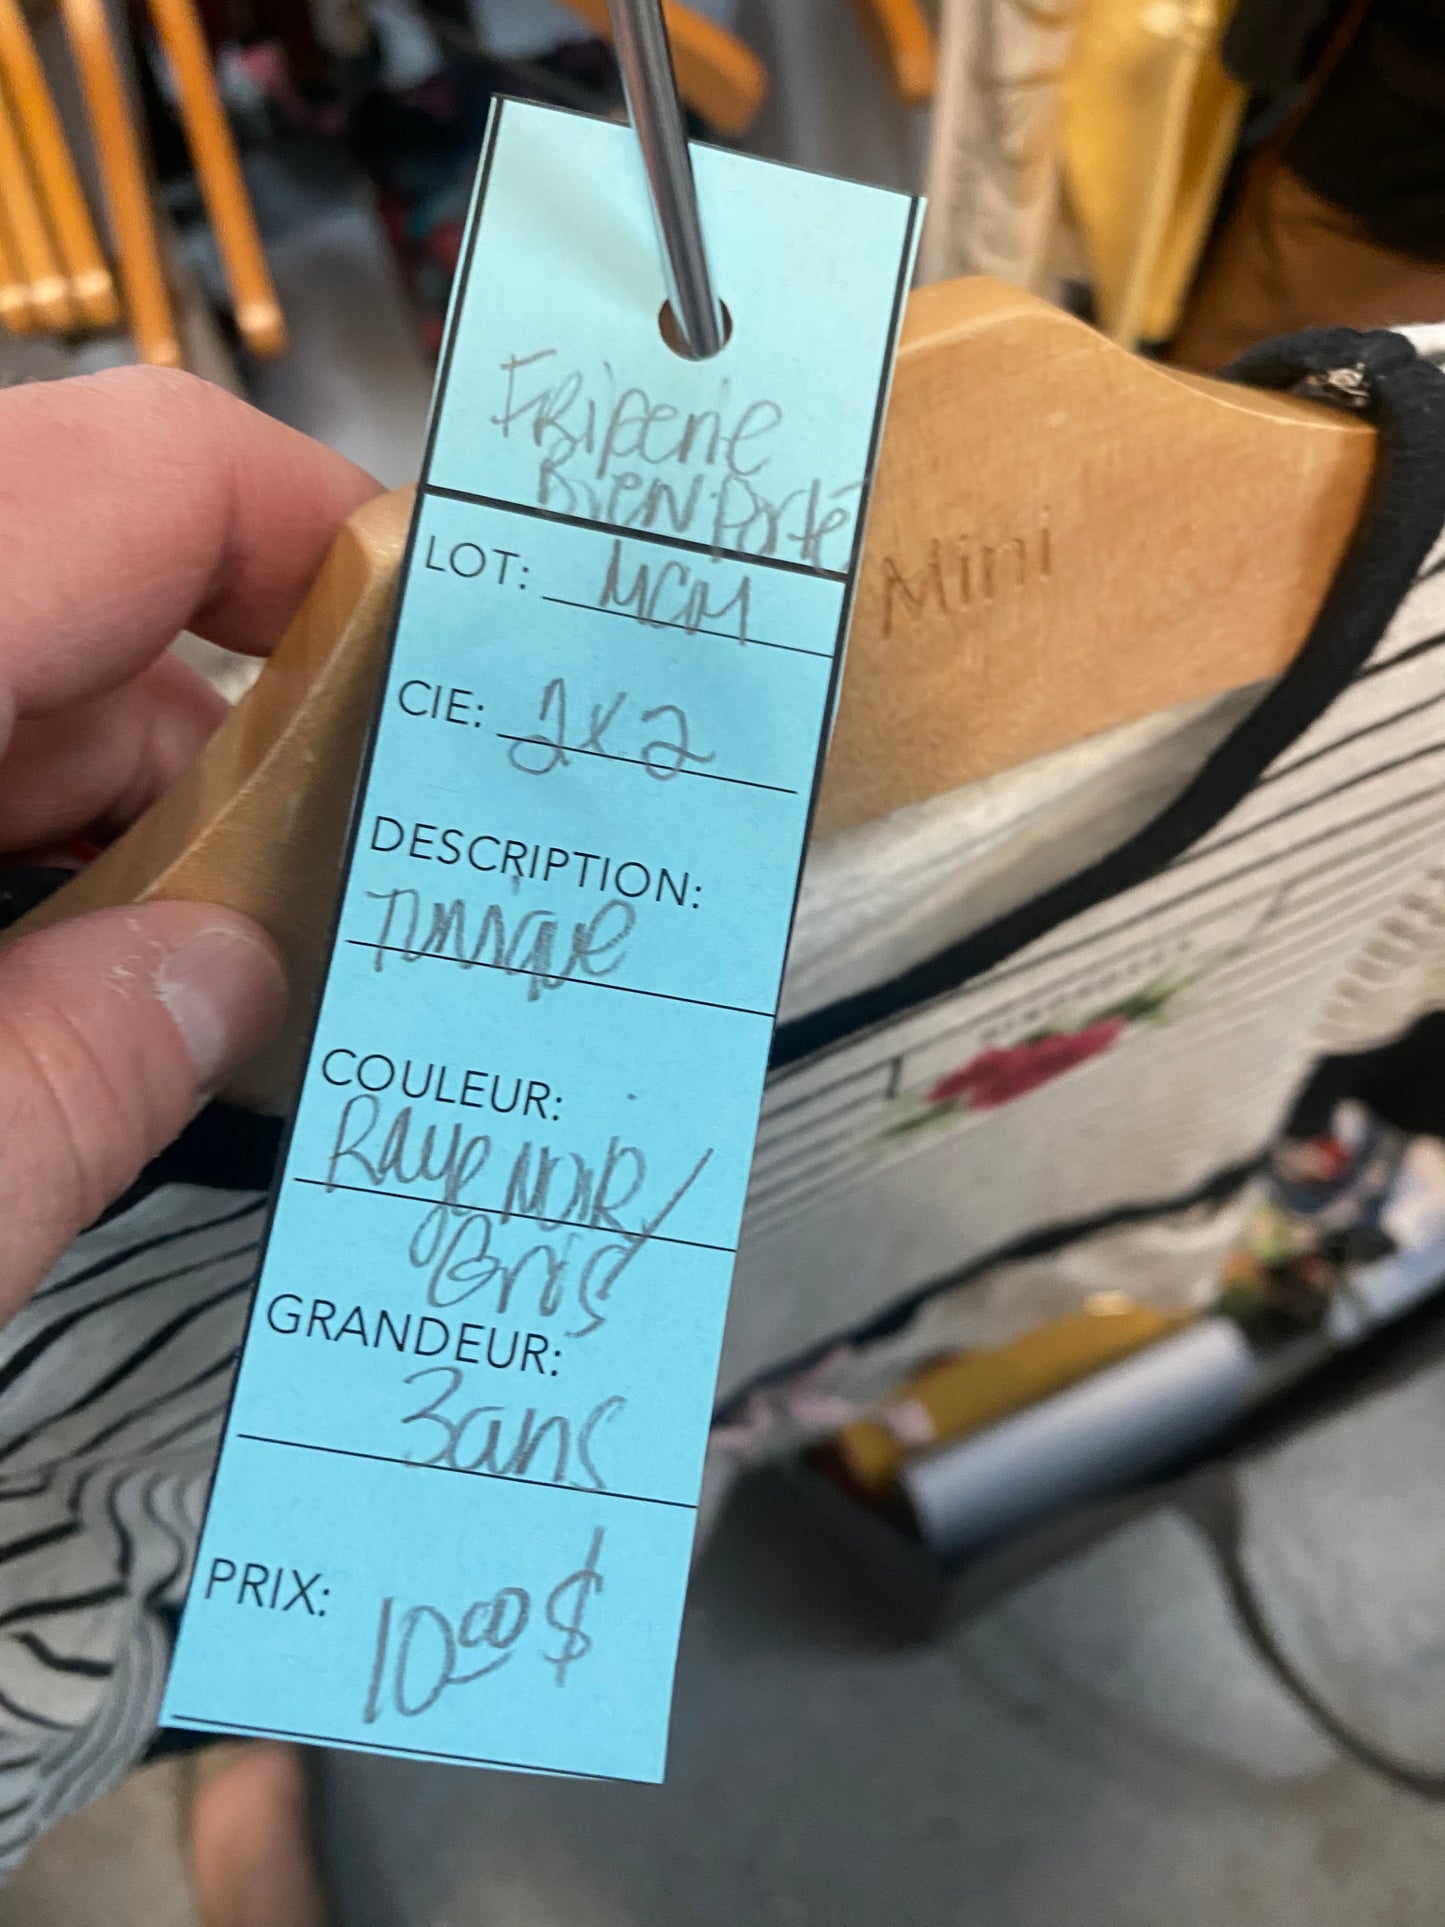 FRiperie
BIEN-Porté
LOT: MCM
CIE: 2x2
DESCRIPTION:
Tunique
COULEUR:
Rayé NOIR/
GRIS
GRANDEUR:
3ans
PRIX: 10.00 $
Mini